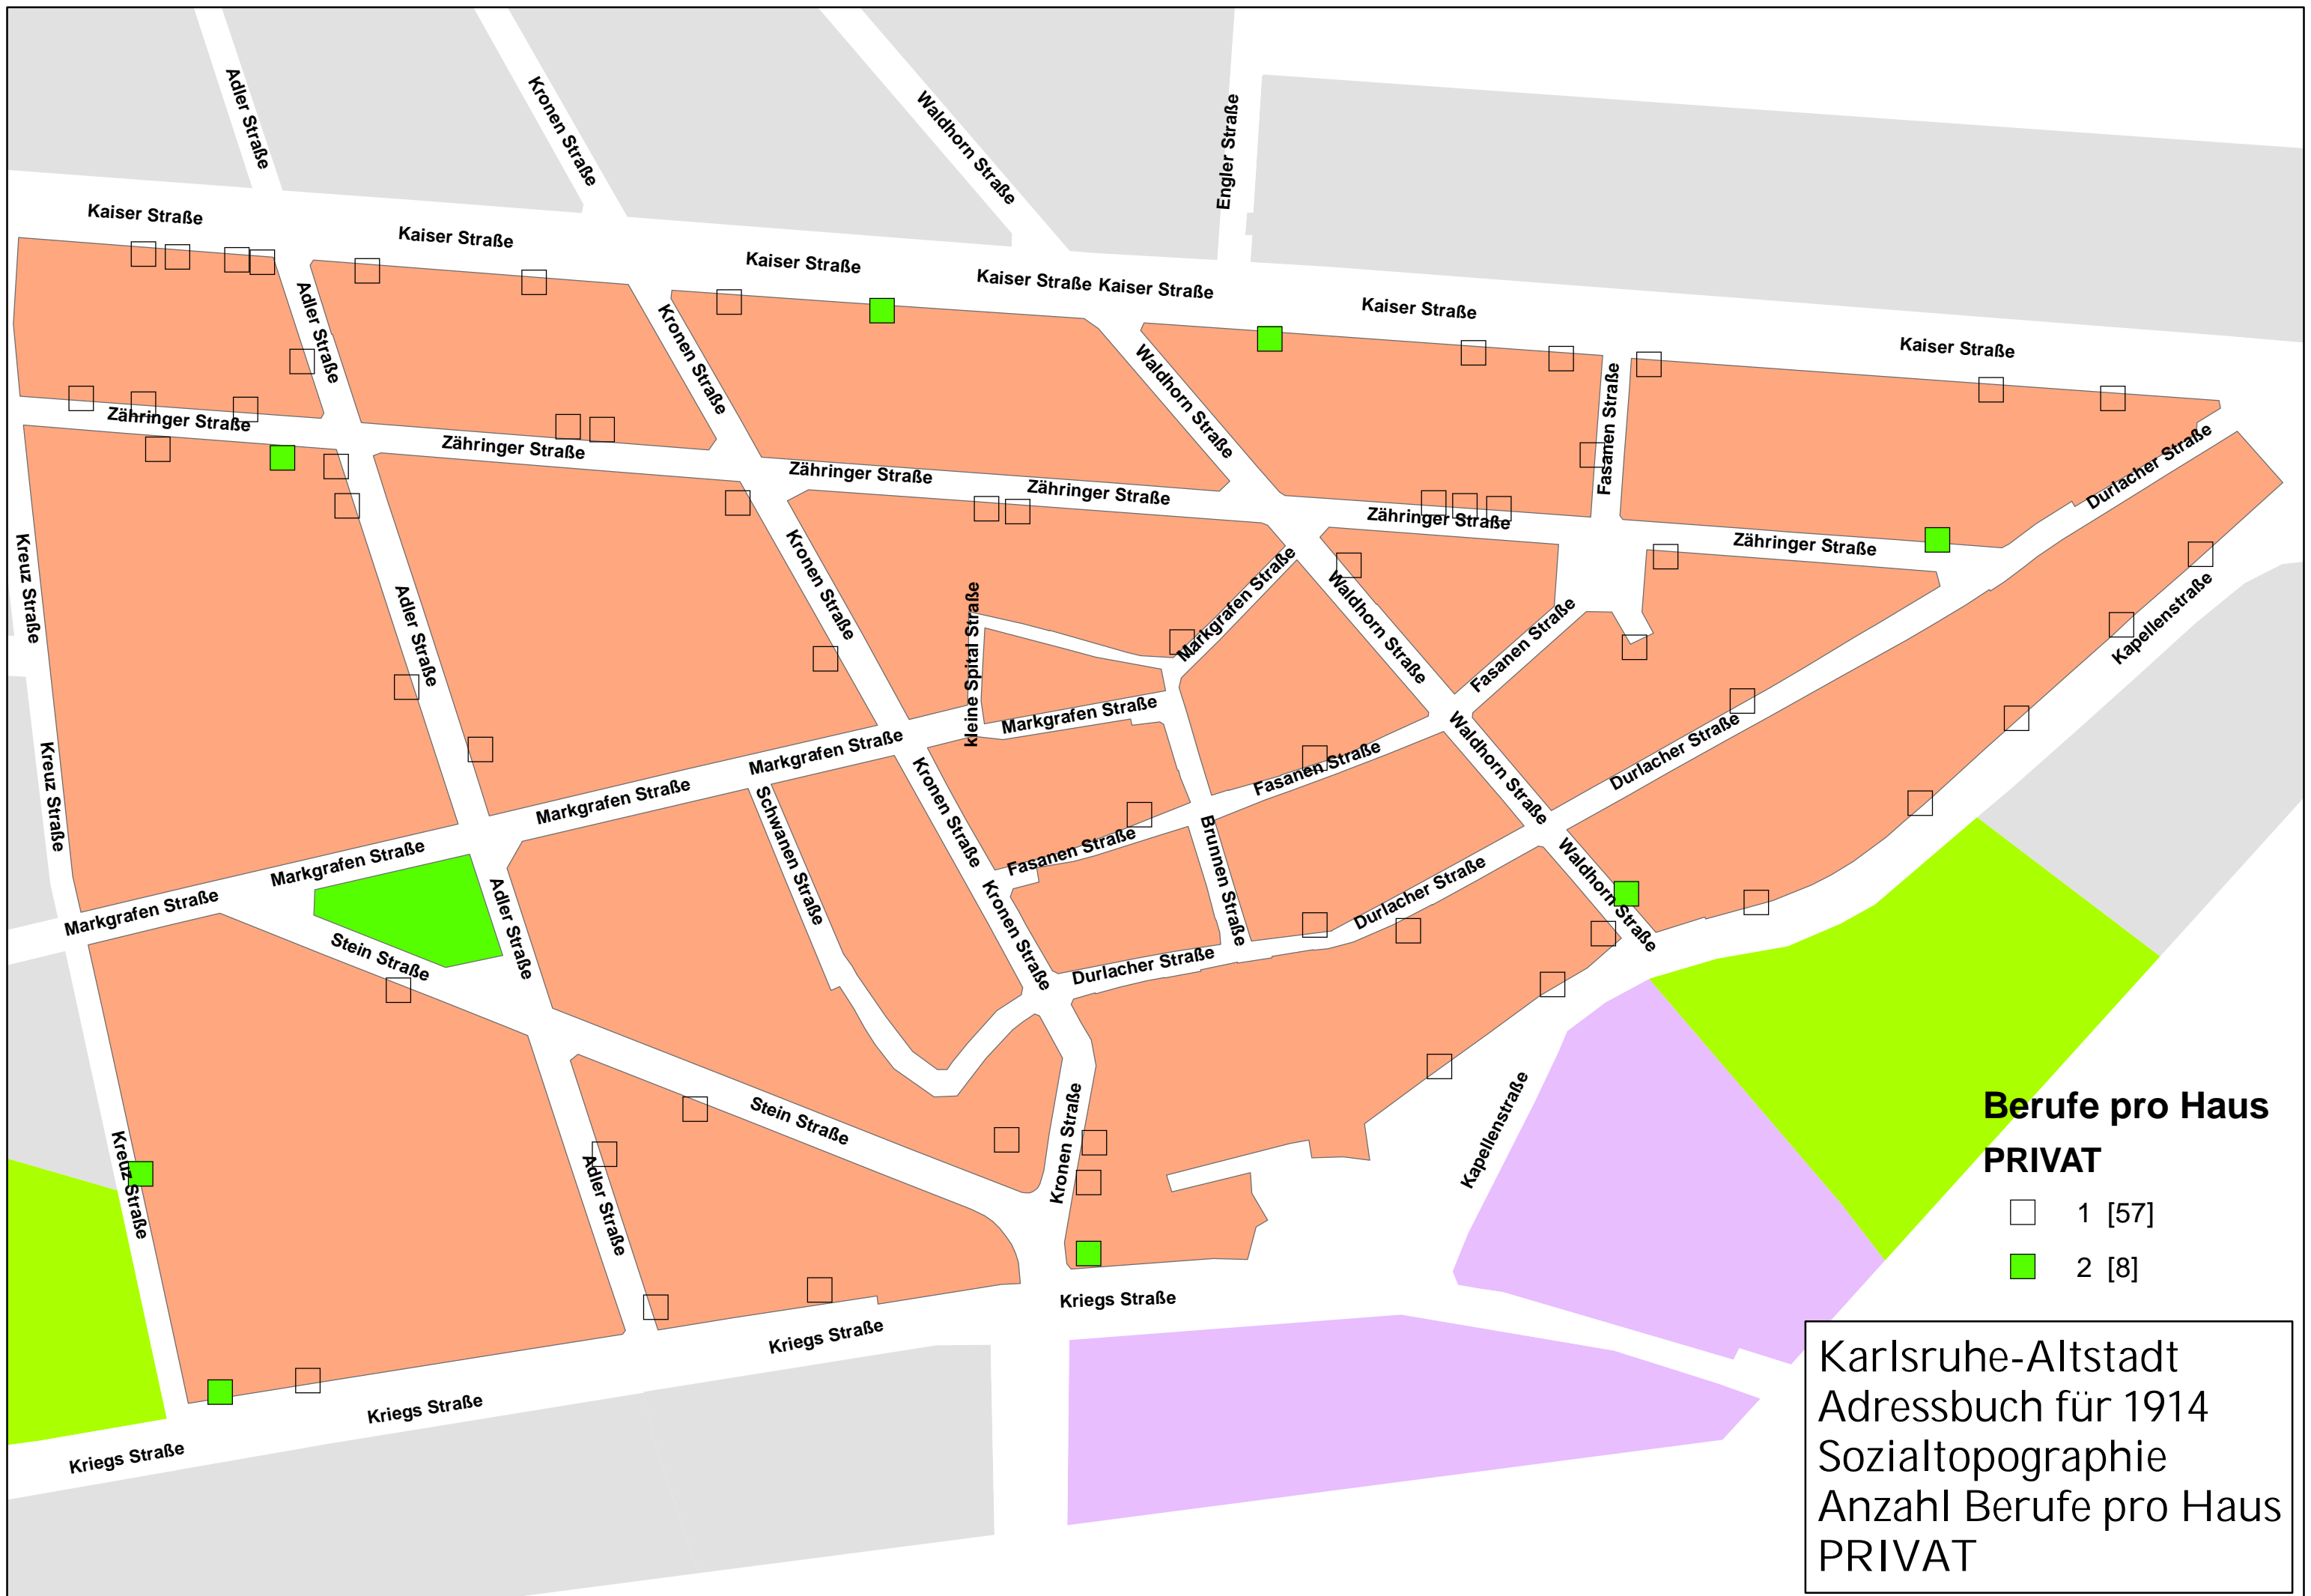 Adler Straße
Kronen Straße
Waldhorn Straße
Engler Straße
Kaiser Straße
Kaiser Straße
Kaiser Straße
Kaiser Straße
Kaiser Straße
Kaiser Straße
Kaiser Straße
Adler Straße
Kronen Straße
Waldhorn Straße
Fasanen Straße
Durlacher Straße
Zähringer Straße
Zähringer Straße
Zähringer Straße
Zähringer Straße
Zähringer Straße
Zähringer Straße
Kreuz Straße
Adler Straße
Kronen Straße
kleine Spital Straße
Markgrafen Straße
Waldhorn Straße
Fasanen Straße
Kapellenstraße
Kreuz Straße
Markgrafen Straße
Markgrafen Straße
Markgrafen Straße
Markgrafen Straße
Markgrafen Straße
Schwanen Straße
Kronen Straße
Fasanen Straße
Fasanen Straße
Brunnen Straße
Waldhorn Straße
Durlacher Straße
Stein Straße
Adler Straße
Kronen Straße
Durlacher Straße
Durlacher Straße
Waldhorn Straße
Kreuz Straße
Adler Straße
Stein Straße
Kronen Straße
Kapellenstraße
Kriegs Straße
Kriegs Straße
Kriegs Straße
Kriegs Straße
Berufe pro Haus
PRIVAT
1 [57]
2 [8]
Karlsruhe-Altstadt
Adressbuch für 1914
Sozialtopographie
Anzahl Berufe pro Haus
PRIVAT